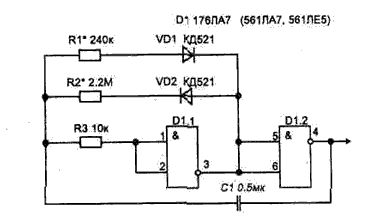 D1 176ЛА7 (561ЛА7, 561ЛЕ5)
R1* 240к VD1 КД521
R2* 2.2М VD2 КД521
R3 10к D1.1 D1.2
1 & 5 & 4
2 3 6
C1 0.5мк